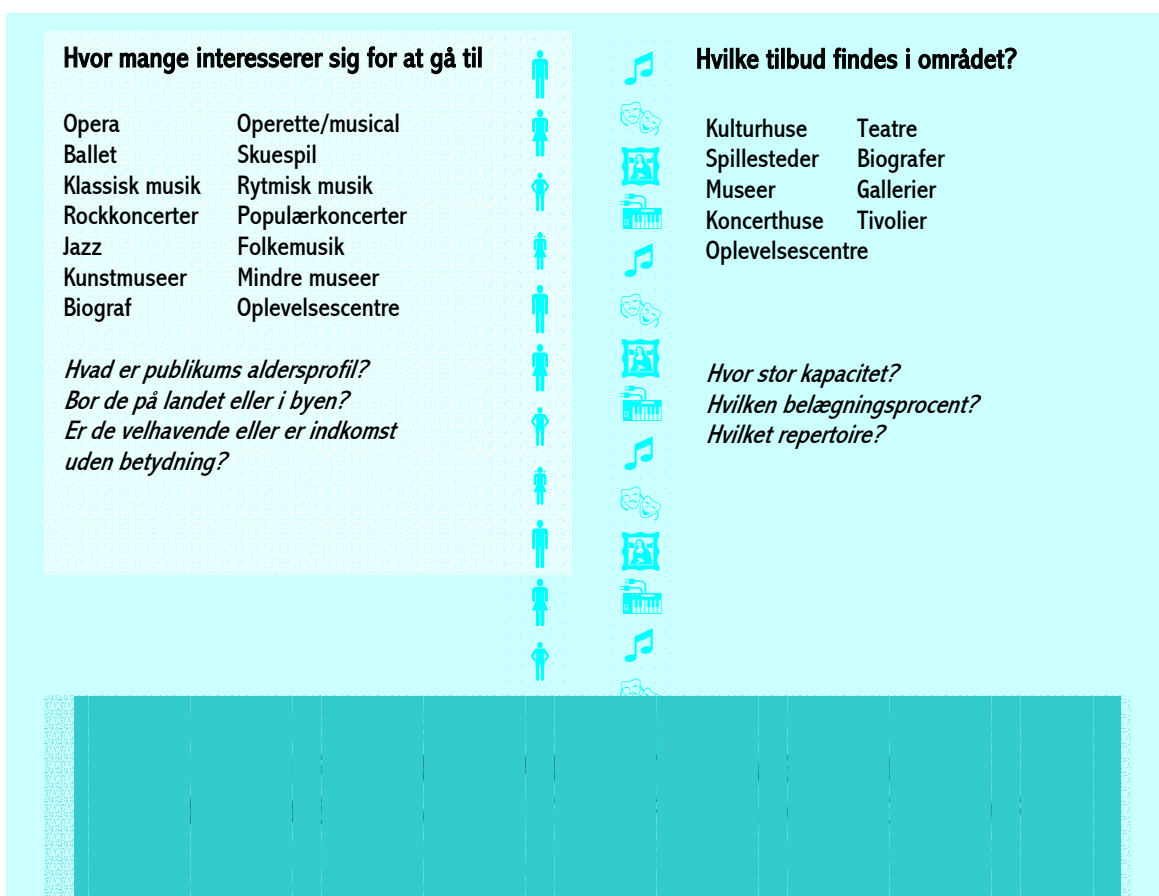 Hvor mange interesserer sig for at gå til
Opera Operette/musical
Ballet Skuespil
Klassisk musik Rytmisk musik
Rockkoncerter Populærkoncerter
Jazz Folkemusik
Kunstmuseer Mindre museer
Biograf Oplevelsescentre
Hvad er publikums aldersprofil?
Bor de på landet eller i byen?
Er de velhavende eller er indkomst
uden betydning?
Hvilke tilbud findes i området?
Kulturhuse Teatre
Spillesteder Biografer
Museer Gallerier
Koncerthuse Tivolier
Oplevelsescentre
Hvor stor kapacitet?
Hvilken belægningsprocent?
Hvilket repertoire?